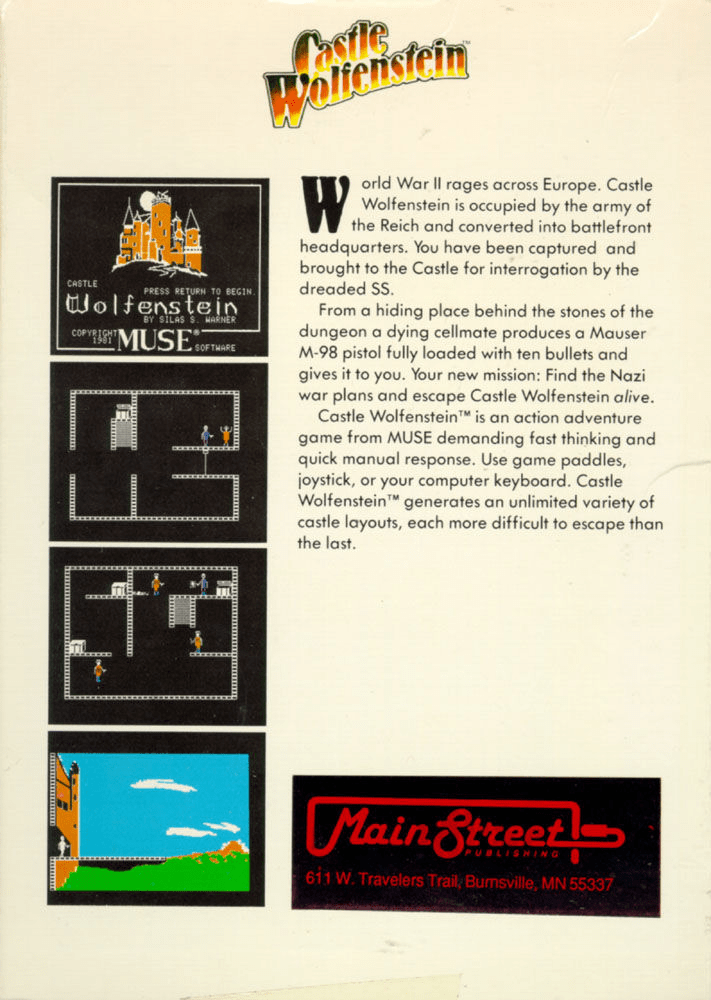 Castle
Wolfenstein™
CASTLE
PRESS RETURN TO BEGIN.
Wolfenstein
BY SILAS S. WARNER
COPYRIGHT
1981
MUSE®
SOFTWARE
World War II rages across Europe. Castle
Wolfenstein is occupied by the army of
the Reich and converted into battlefront
headquarters. You have been captured and
brought to the Castle for interrogation by the
dreaded SS.
From a hiding place behind the stones of the
dungeon a dying cellmate produces a Mauser
M-98 pistol fully loaded with ten bullets and
gives it to you. Your new mission: Find the Nazi
war plans and escape Castle Wolfenstein alive.
Castle Wolfenstein™ is an action adventure
game from MUSE demanding fast thinking and
quick manual response. Use game paddles,
joystick, or your computer keyboard. Castle
Wolfenstein™ generates an unlimited variety of
castle layouts, each more difficult to escape than
the last.
Main Street
PUBLISHING
611 W. Travelers Trail, Burnsville, MN 55337